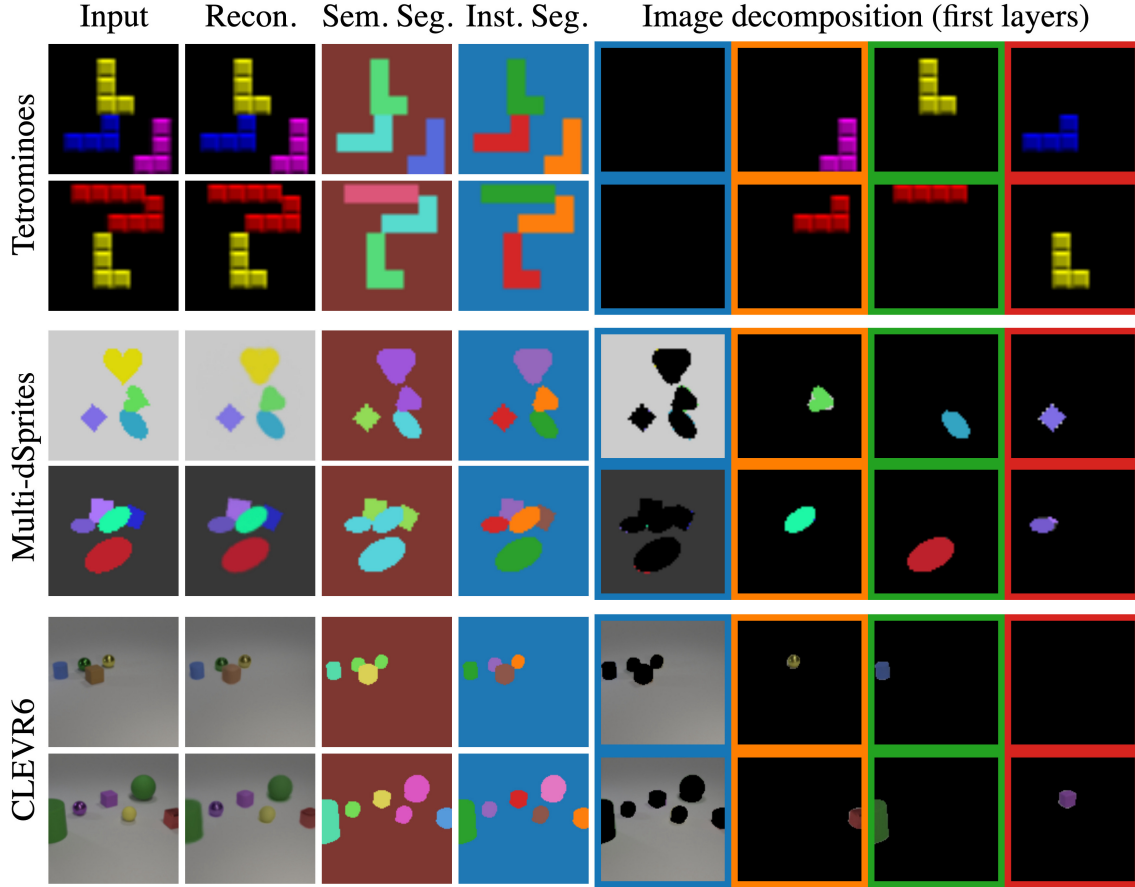 Input Recon. Sem. Seg. Inst. Seg. Image decomposition (first layers)
Tetrominoes
Multi-dSprites
CLEVR6